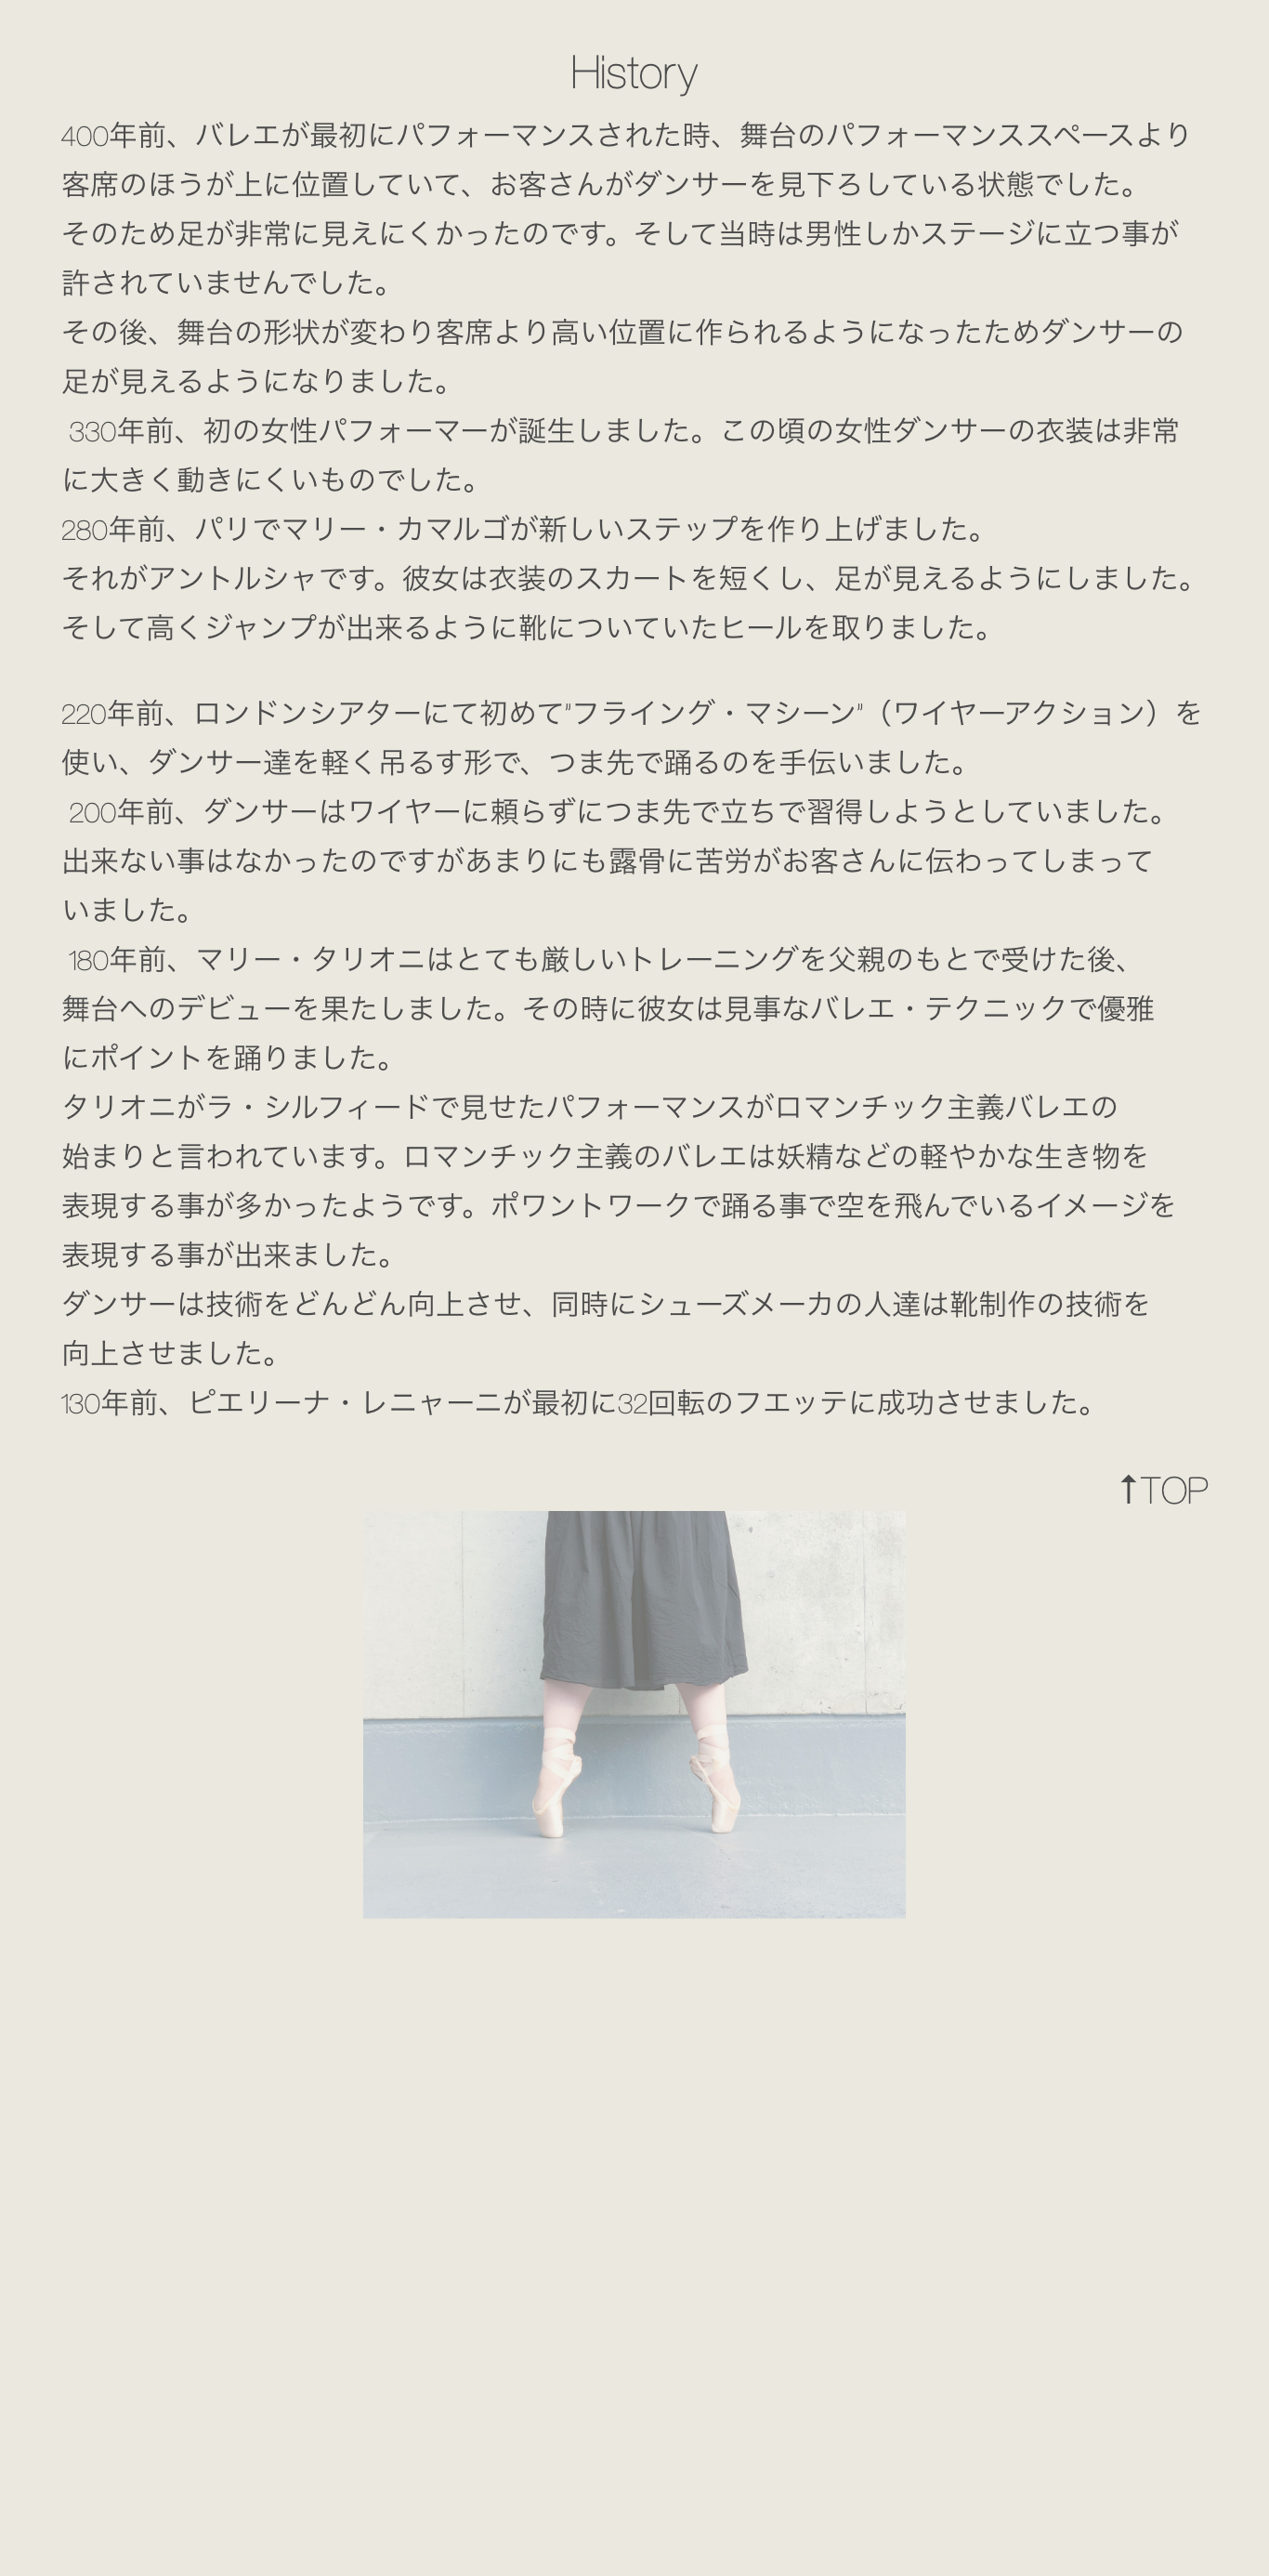 History
400年前、バレエが最初にパフォーマンスされた時、舞台のパフォーマンススペースより
客席のほうが上に位置していて、お客さんがダンサーを見下ろしている状態でした。
そのため足が非常に見えにくかったのです。そして当時は男性しかステージに立つ事が
許されていませんでした。
その後、舞台の形状が変わり客席より高い位置に作られるようになったためダンサーの
足が見えるようになりました。
330年前、初の女性パフォーマーが誕生しました。この頃の女性ダンサーの衣装は非常
に大きく動きにくいものでした。
280年前、パリでマリー・カマルゴが新しいステップを作り上げました。
それがアントルシャです。彼女は衣装のスカートを短くし、足が見えるようにしました。
そして高くジャンプが出来るように靴についていたヒールを取りました。
220年前、ロンドンシアターにて初めて"フライング・マシーン"（ワイヤーアクション）を
使い、ダンサー達を軽く吊るす形で、つま先で踊るのを手伝いました。
200年前、ダンサーはワイヤーに頼らずにつま先で立ちで習得しようとしていました。
出来ない事はなかったのですがあまりにも露骨に苦労がお客さんに伝わってしまって
いました。
180年前、マリー・タリオニはとても厳しいトレーニングを父親のもとで受けた後、
舞台へのデビューを果たしました。その時に彼女は見事なバレエ・テクニックで優雅
にポイントを踊りました。
タリオニがラ・シルフィードで見せたパフォーマンスがロマンチック主義バレエの
始まりと言われています。ロマンチック主義のバレエは妖精などの軽やかな生き物を
表現する事が多かったようです。ポワントワークで踊る事で空を飛んでいるイメージを
表現する事が出来ました。
ダンサーは技術をどんどん向上させ、同時にシューズメーカの人達は靴制作の技術を
向上させました。
130年前、ピエリーナ・レニャーニが最初に32回転のフエッテに成功させました。
↑TOP